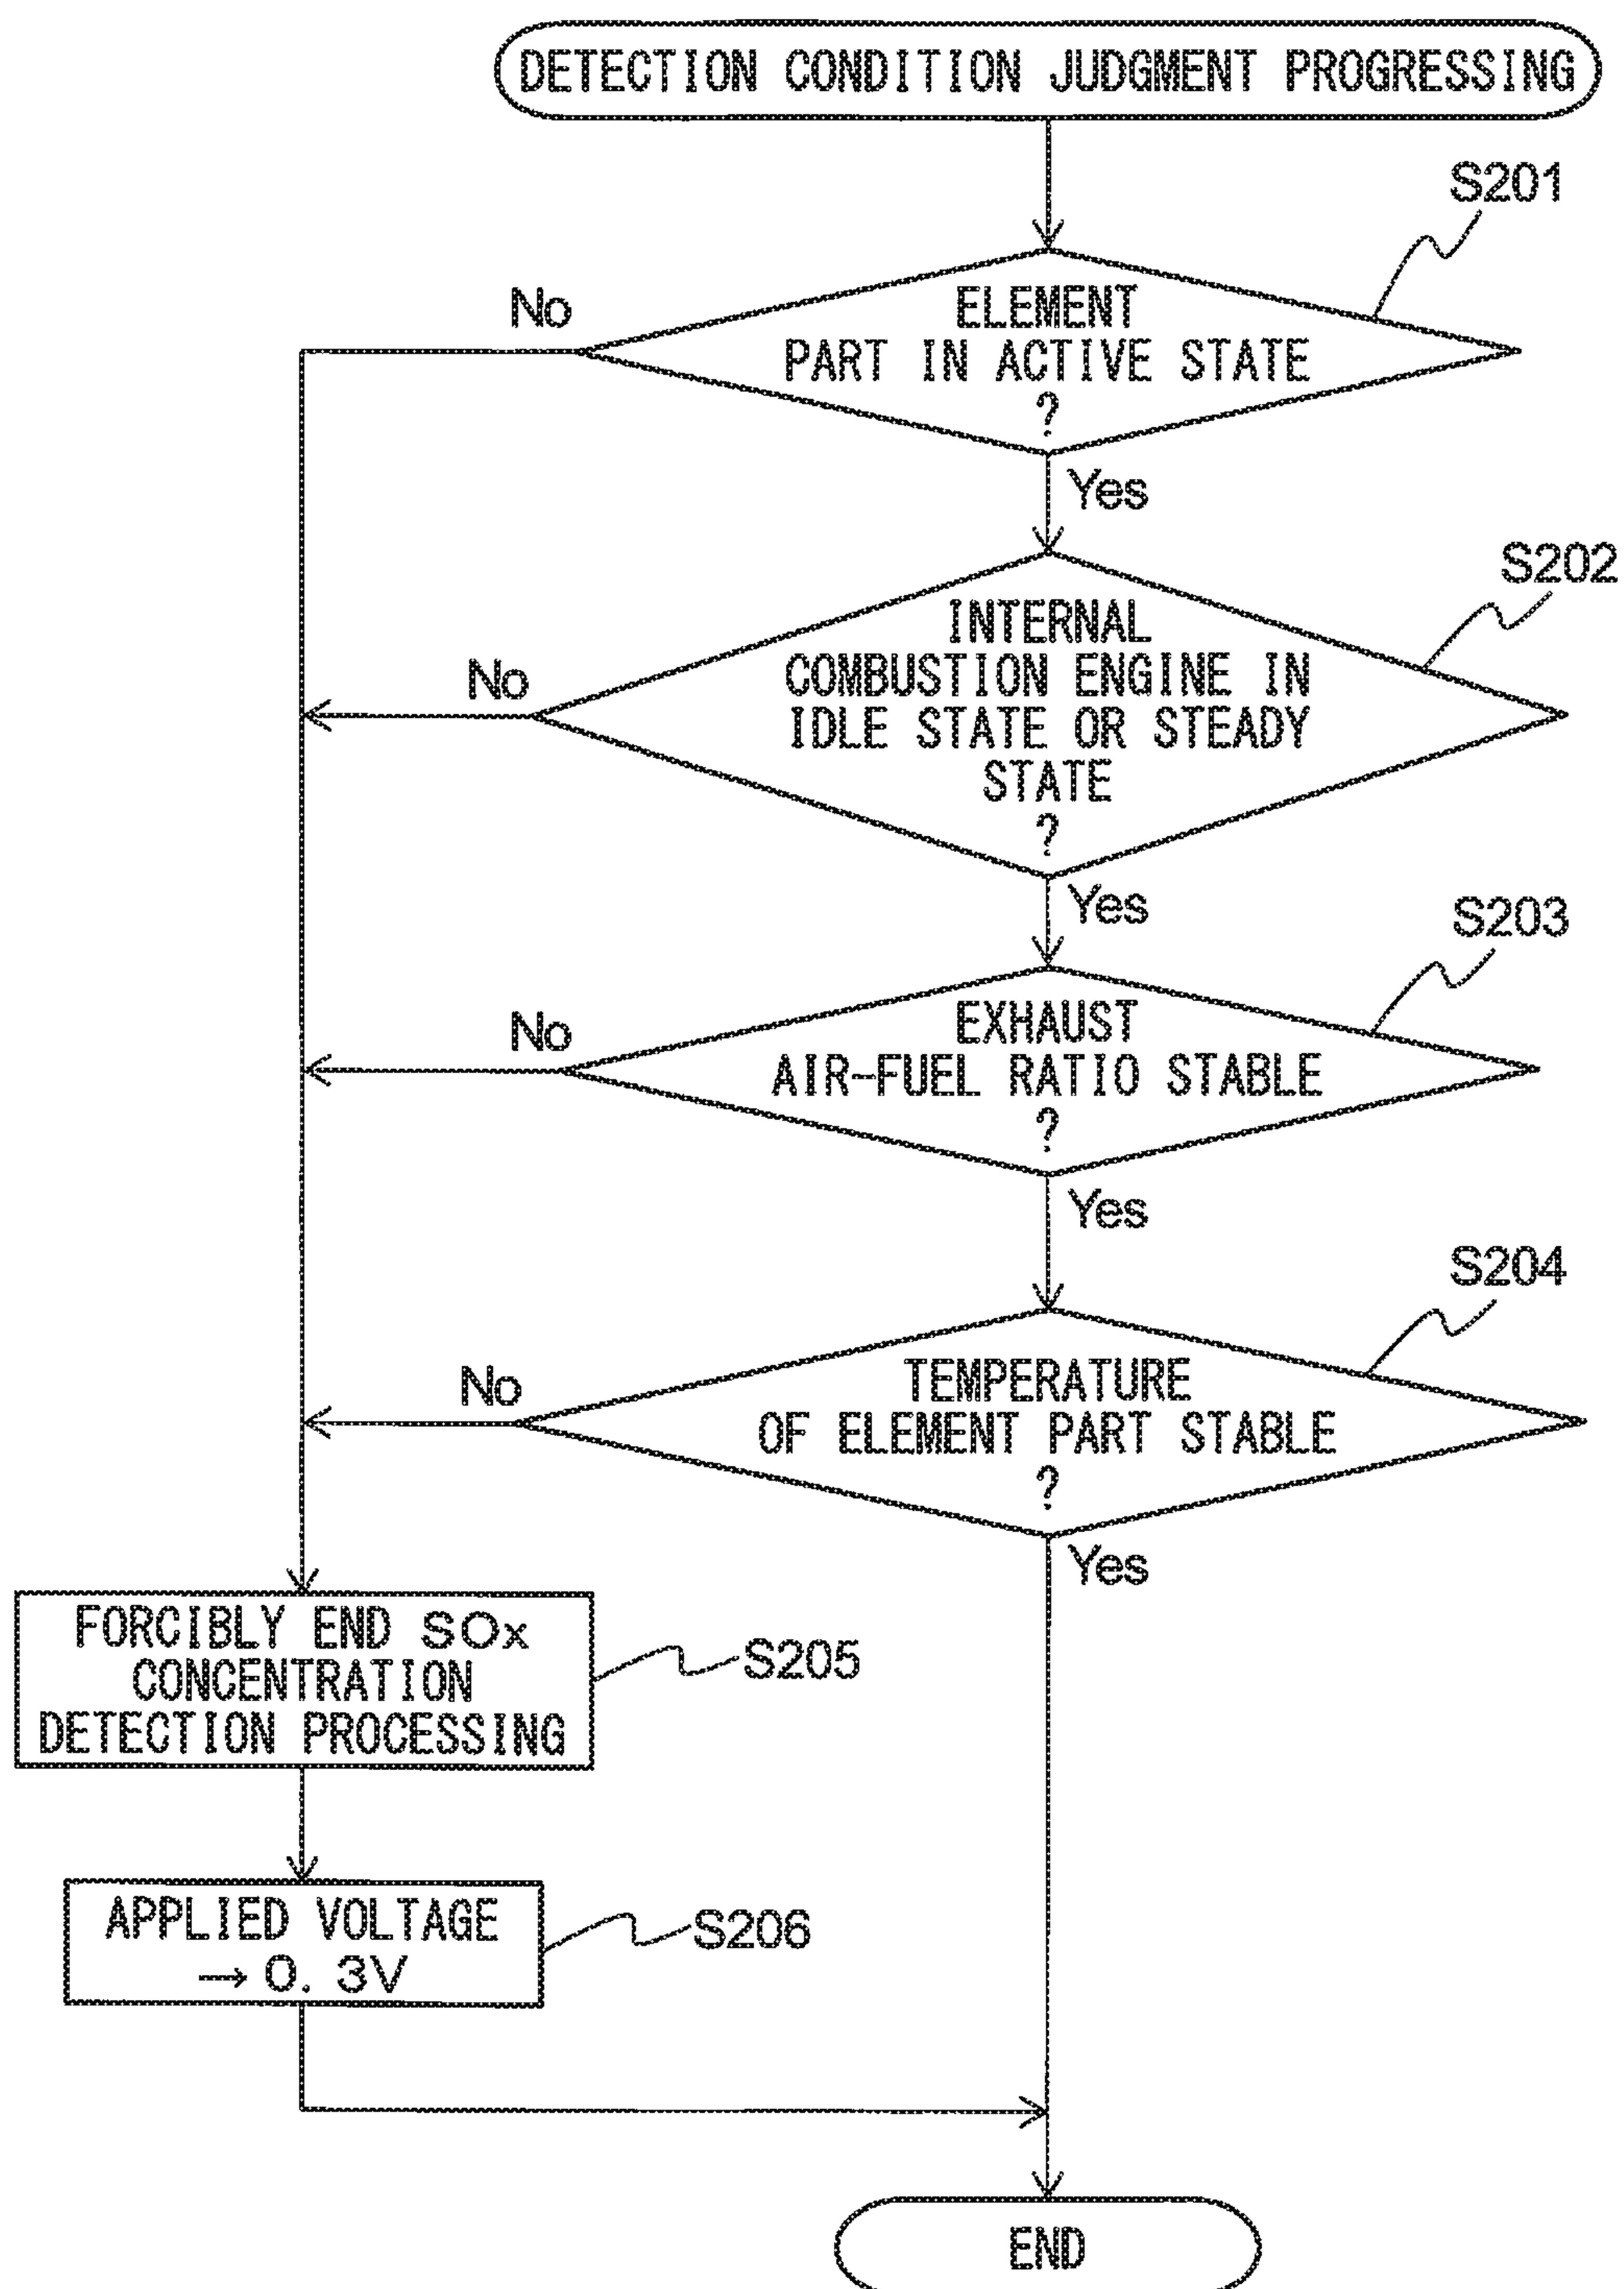 DETECTION CONDITION JUDGMENT PROGRESSING
S201
No
ELEMENT
PART IN ACTIVE STATE
?
Yes
S202
No
INTERNAL
COMBUSTION ENGINE IN
IDLE STATE OR STEADY
STATE
?
Yes
S203
No
EXHAUST
AIR-FUEL RATIO STABLE
?
Yes
S204
No
TEMPERATURE
OF ELEMENT PART STABLE
?
Yes
FORCIBLY END SOx
CONCENTRATION
DETECTION PROCESSING
S205
APPLIED VOLTAGE
→ 0. 3V
S206
END